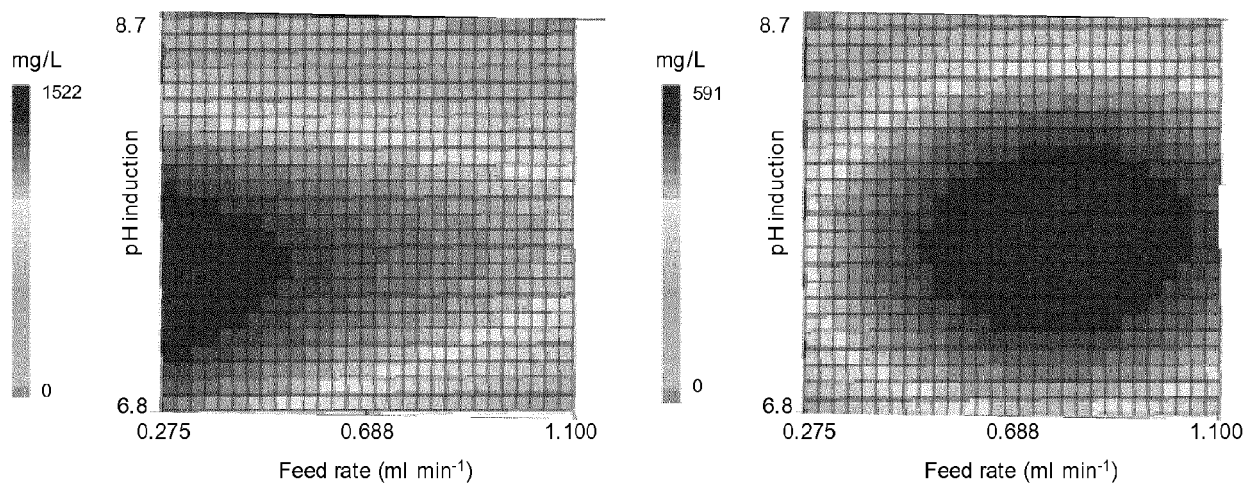 8.7
mg/L
1522
0
pH induction
6.8
0.275
0.688
1.100
Feed rate (ml min⁻¹)
8.7
mg/L
591
0
pH induction
6.8
0.275
0.688
1.100
Feed rate (ml min⁻¹)